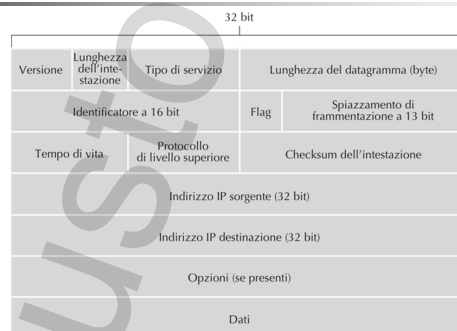 32 bit
Versione
Lunghezza
dell'inte-
stazione
Tipo di servizio
Lunghezza del datagramma (byte)
Identificatore a 16 bit
Flag
Spiazzamento di
frammentazione a 13 bit
Tempo di vita
Protocollo
di livello superiore
Checksum dell'intestazione
Indirizzo IP sorgente (32 bit)
Indirizzo IP destinazione (32 bit)
Opzioni (se presenti)
Dati